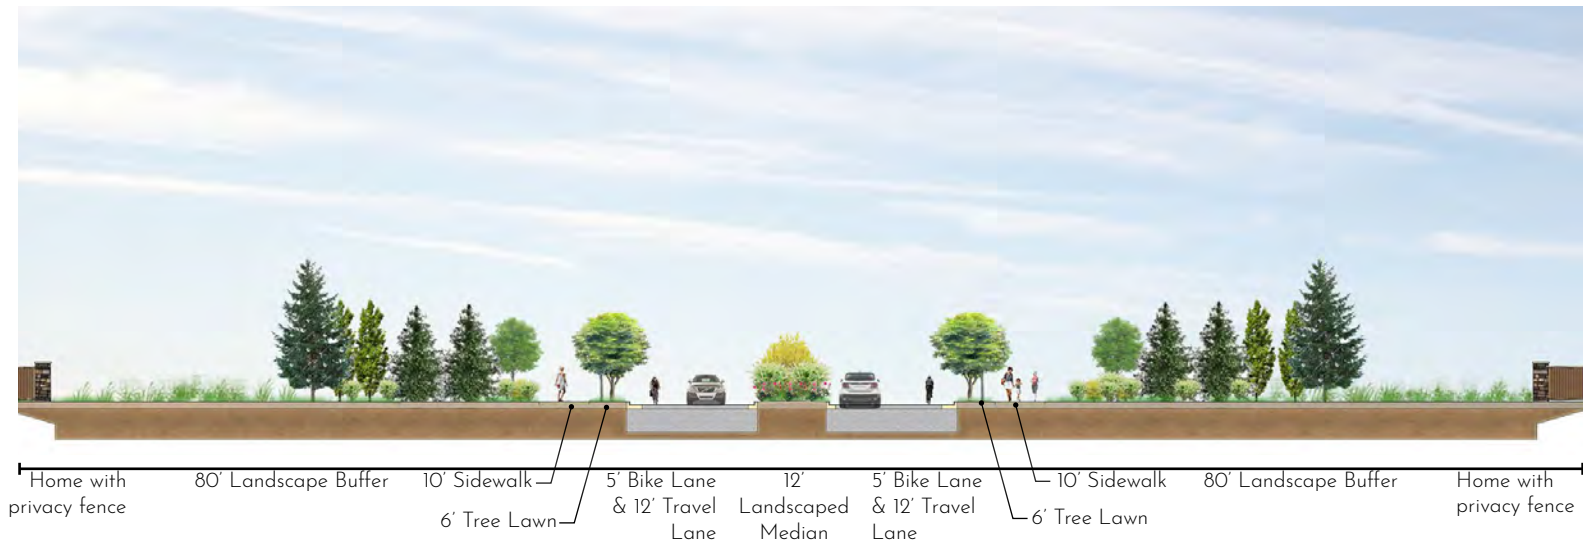 Home with
privacy fence
80' Landscape Buffer
10' Sidewalk
6' Tree Lawn
5' Bike Lane
& 12' Travel
Lane
12'
Landscaped
Median
5' Bike Lane
& 12' Travel
Lane
10' Sidewalk
6' Tree Lawn
80' Landscape Buffer
Home with
privacy fence